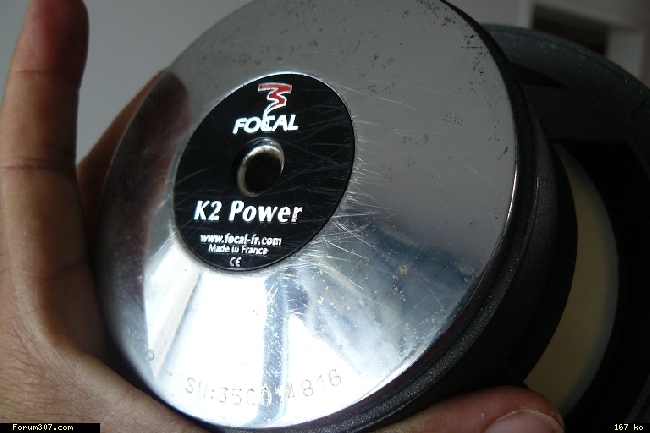 FOCAL
K2 Power
www.focal-fr.com
Made in France
CE
SN:35C014816
Forum307.com
167 ko